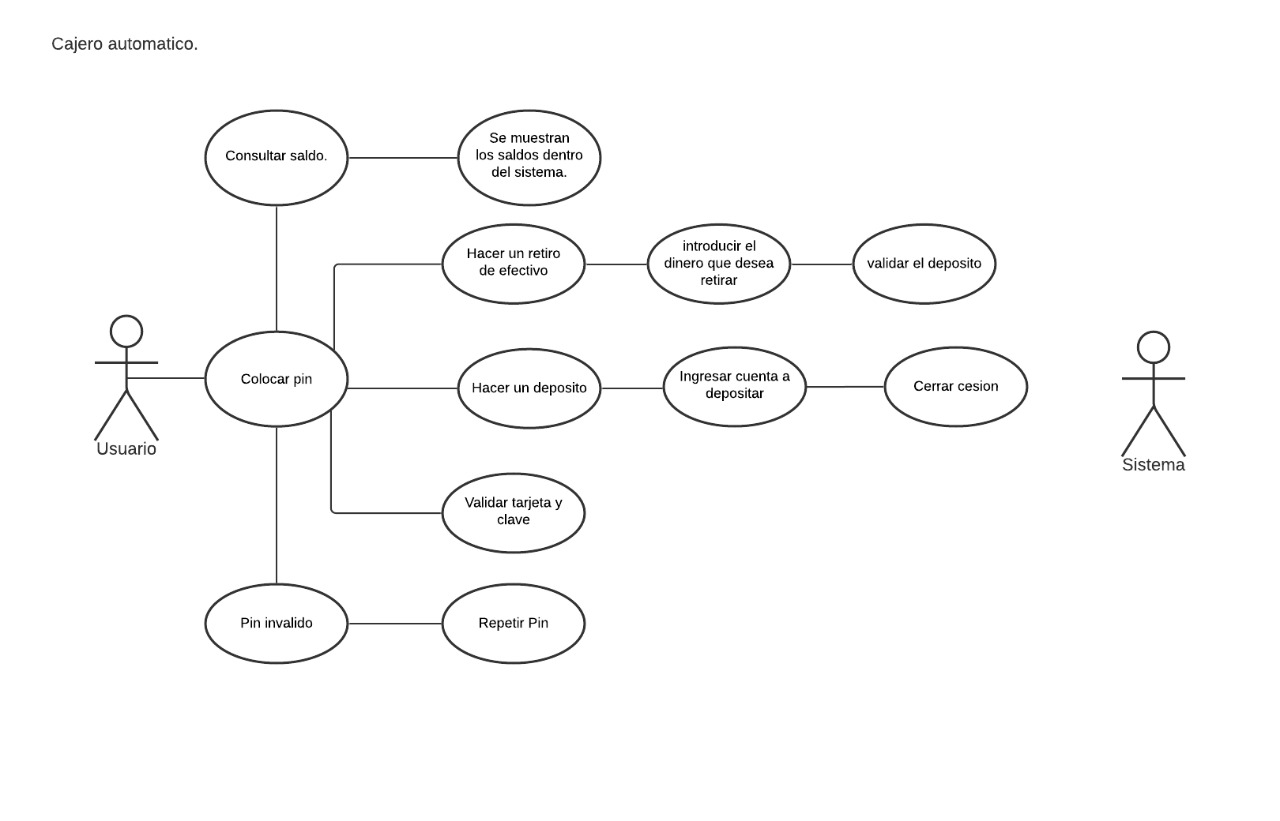 Cajero automatico.
Consultar saldo.
Se muestran
los saldos dentro
del sistema.
Hacer un retiro
de efectivo
introducir el
dinero que desea
retirar
validar el deposito
Usuario
Colocar pin
Hacer un deposito
Ingresar cuenta a
depositar
Cerrar cesion
Sistema
Validar tarjeta y
clave
Pin invalido
Repetir Pin